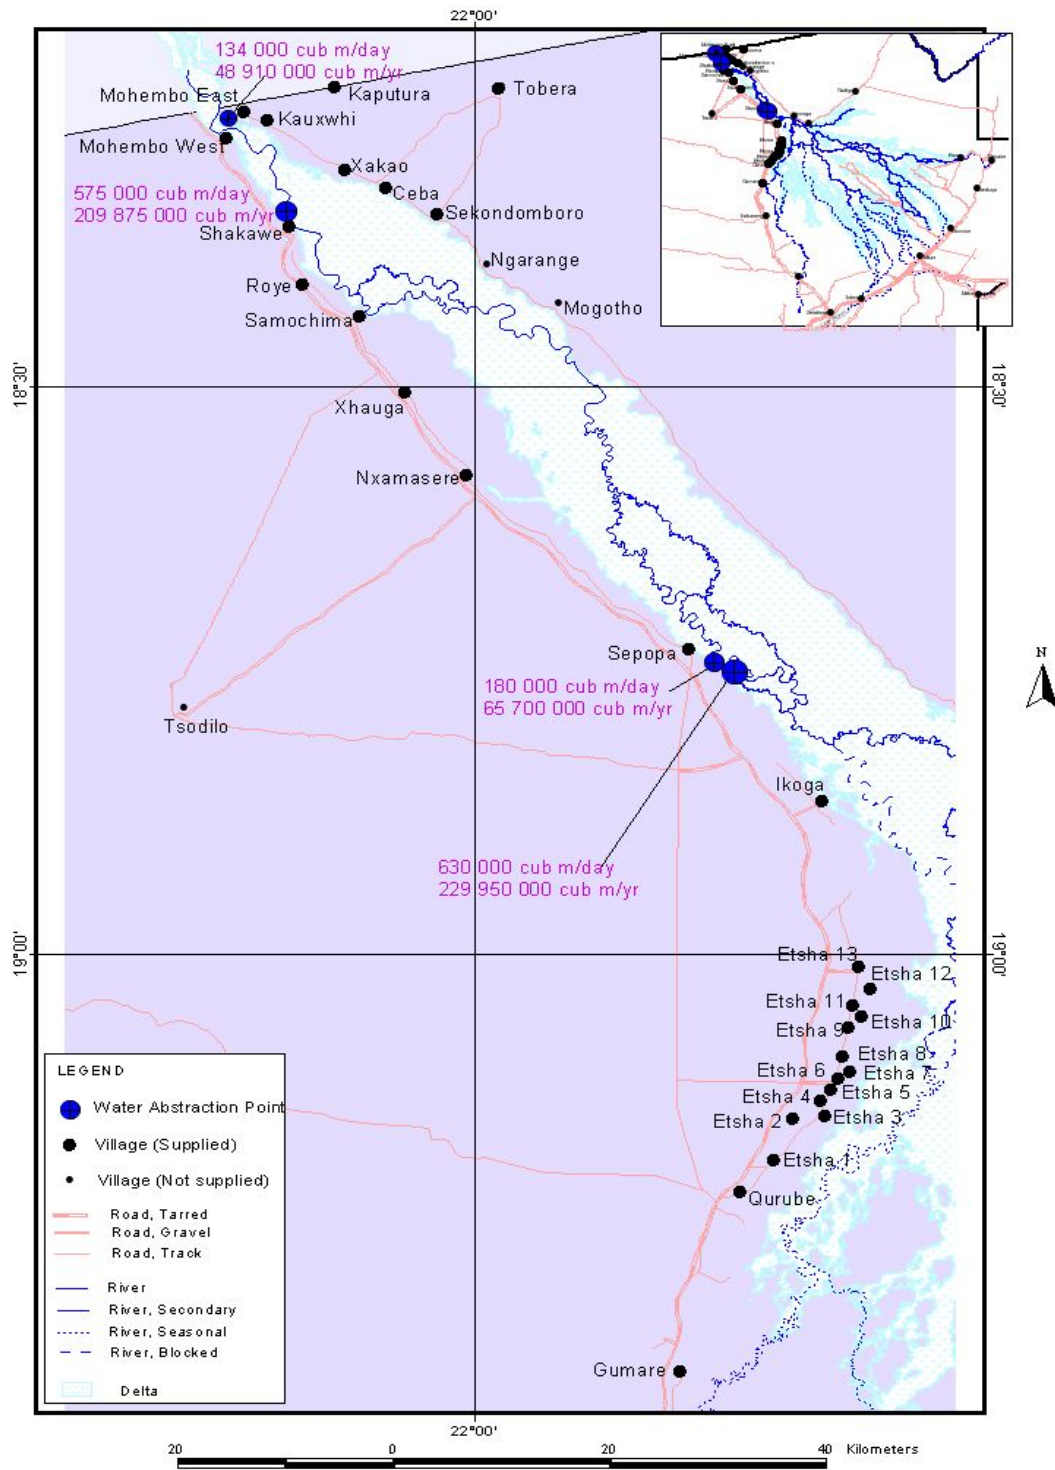 22°00'
134 000 cub m/day
48 910 000 cub m/yr
Mohembo East
Kaputura
Tobera
Kauxwhi
Mohembo West
Xakao
575 000 cub m/day
209 875 000 cub m/yr
Ceba
Sekondomboro
Shakawe
Ngarange
Roye
Mogotho
Samochima
18°30'
18°30'
Xhauga
Nxamasere
Sepopa
N
180 000 cub m/day
65 700 000 cub m/yr
Tsodilo
Ikoga
630 000 cub m/day
229 950 000 cub m/yr
19°00'
19°00'
Etsha 13
Etsha 12
Etsha 11
Etsha 10
Etsha 9
Etsha 8
Etsha 7
Etsha 6
Etsha 5
Etsha 4
Etsha 3
Etsha 2
Etsha 1
Qurube
Gumare
LEGEND
Water Abstraction Point
Village (Supplied)
Village (Not supplied)
Road, Tarred
Road, Gravel
Road, Track
River
River, Secondary
River, Seasonal
River, Blocked
Delta
22°00'
20 0 20 40 Kilometers